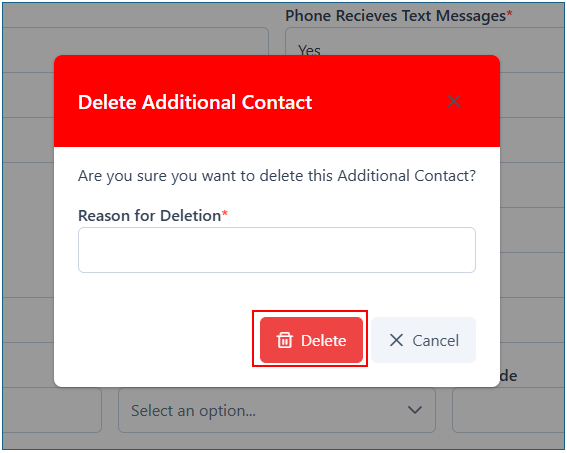 Phone Recieves Text Messages*
Yes
Delete Additional Contact
Are you sure you want to delete this Additional Contact?
Reason for Deletion*
Delete
Cancel
de
Select an option...